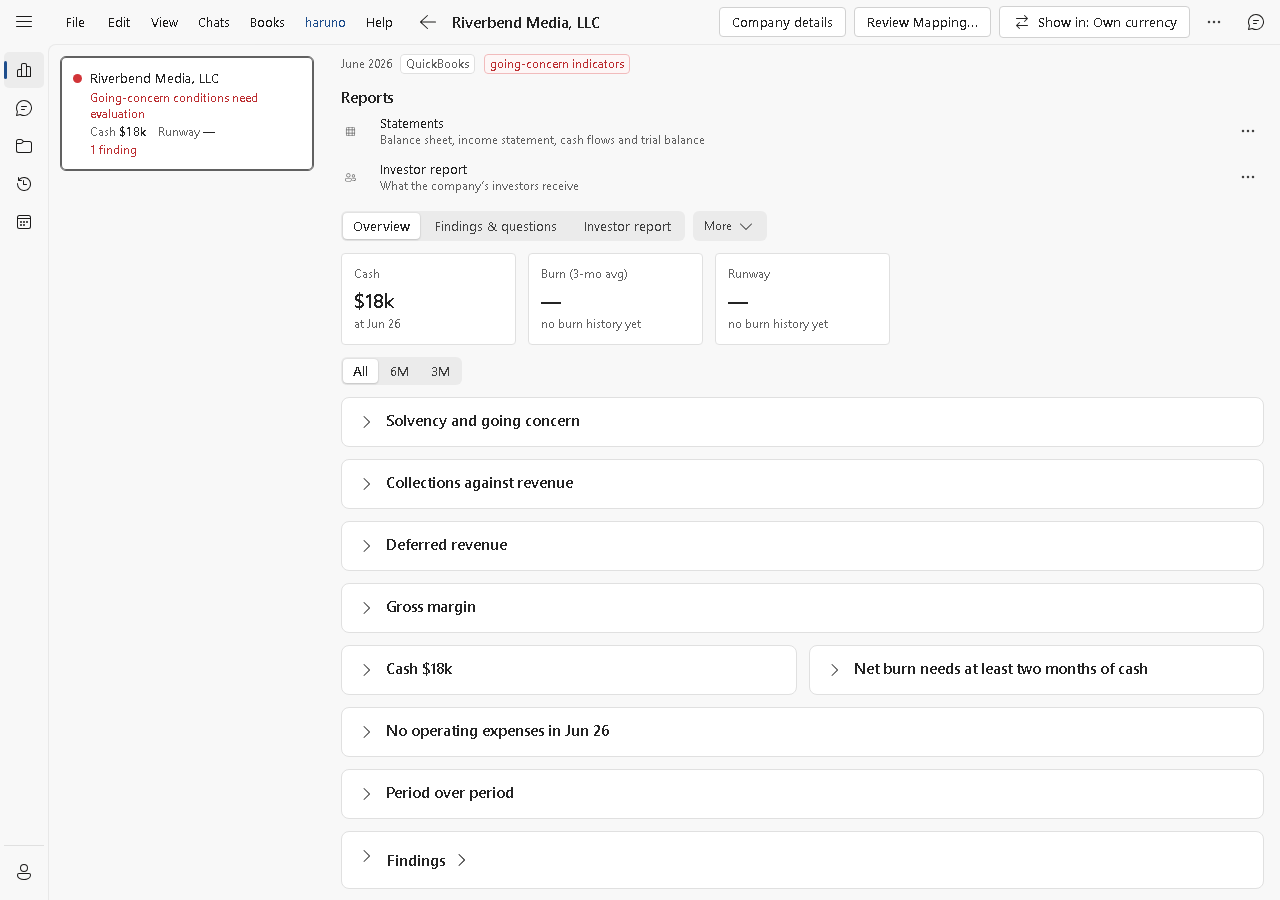 File Edit View Chats Books haruno Help Riverbend Media, LLC Company details Review Mapping... Show in: Own currency
Riverbend Media, LLC
Going-concern conditions need
evaluation
Cash $18k Runway —
1 finding
June 2026 QuickBooks going-concern indicators
Reports
Statements
Balance sheet, income statement, cash flows and trial balance
Investor report
What the company's investors receive
Overview Findings & questions Investor report More
Cash
$18k
at Jun 26
Burn (3-mo avg)
—
no burn history yet
Runway
—
no burn history yet
All 6M 3M
Solvency and going concern
Collections against revenue
Deferred revenue
Gross margin
Cash $18k
Net burn needs at least two months of cash
No operating expenses in Jun 26
Period over period
Findings